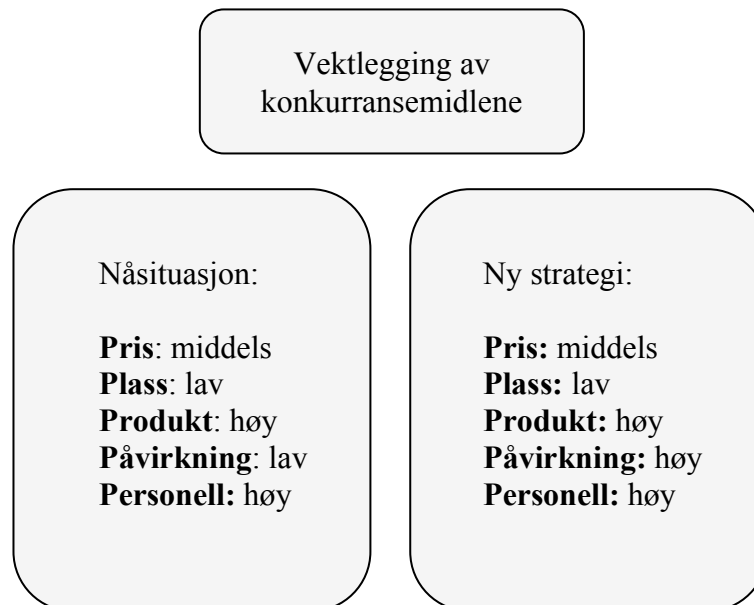 Vektlegging av
konkurransemidlene
Nåsituasjon:
Pris: middels
Plass: lav
Produkt: høy
Påvirkning: lav
Personell: høy
Ny strategi:
Pris: middels
Plass: lav
Produkt: høy
Påvirkning: høy
Personell: høy